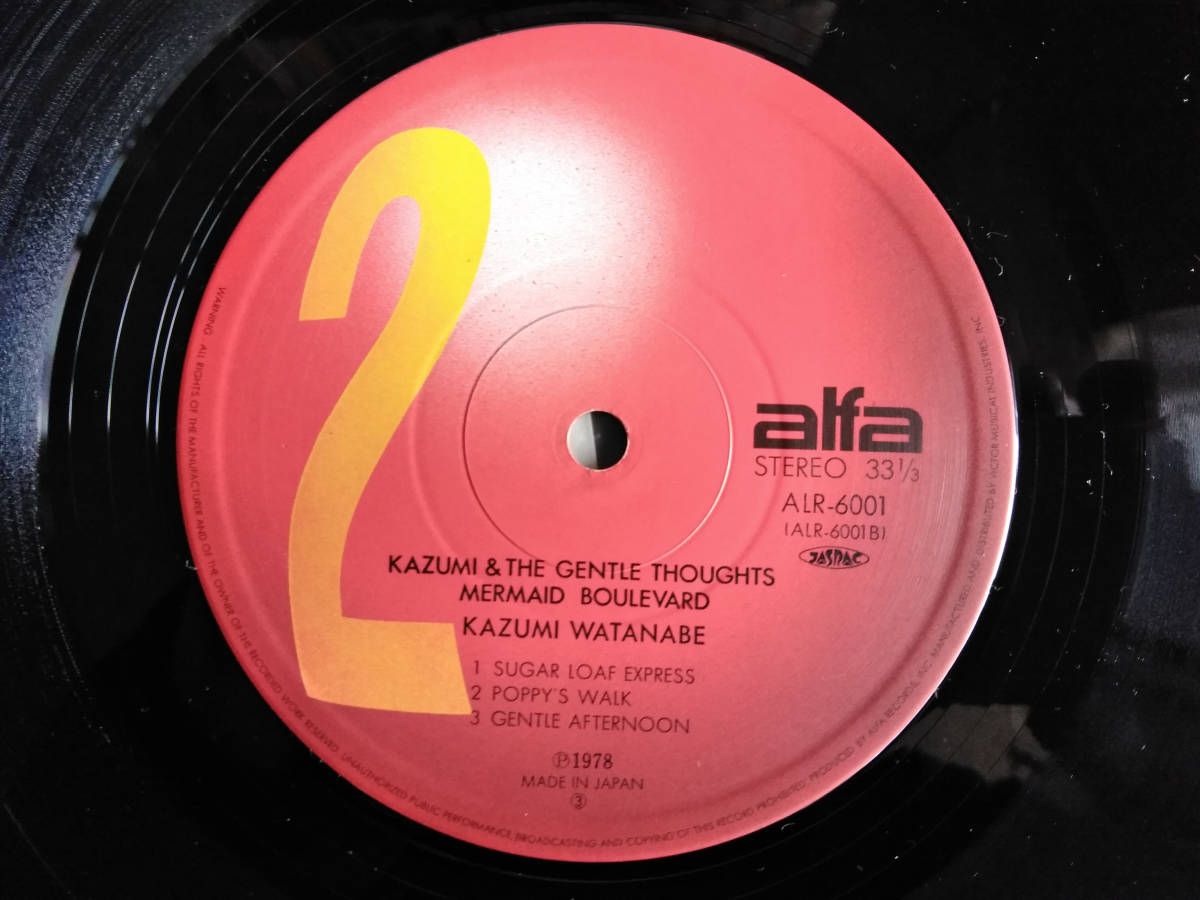 2
alfa
STEREO 33 1/3
ALR-6001
(ALR-6001B)
JASRAC
KAZUMI & THE GENTLE THOUGHTS
MERMAID BOULEVARD
KAZUMI WATANABE
1 SUGAR LOAF EXPRESS
2 POPPY'S WALK
3 GENTLE AFTERNOON
Ⓟ1978
MADE IN JAPAN
③
WARNING. ALL RIGHTS OF THE MANUFACTURER AND OF THE OWNER OF THE RECORDED WORK RESERVED. UNAUTHORIZED PUBLIC PERFORMANCE, BROADCASTING AND COPYING OF THIS RECORD PROHIBITED. PRODUCED BY ALFA RECORDS, INC. MANUFACTURED AND DISTRIBUTED BY VICTOR MUSICAL INDUSTRIES, INC.